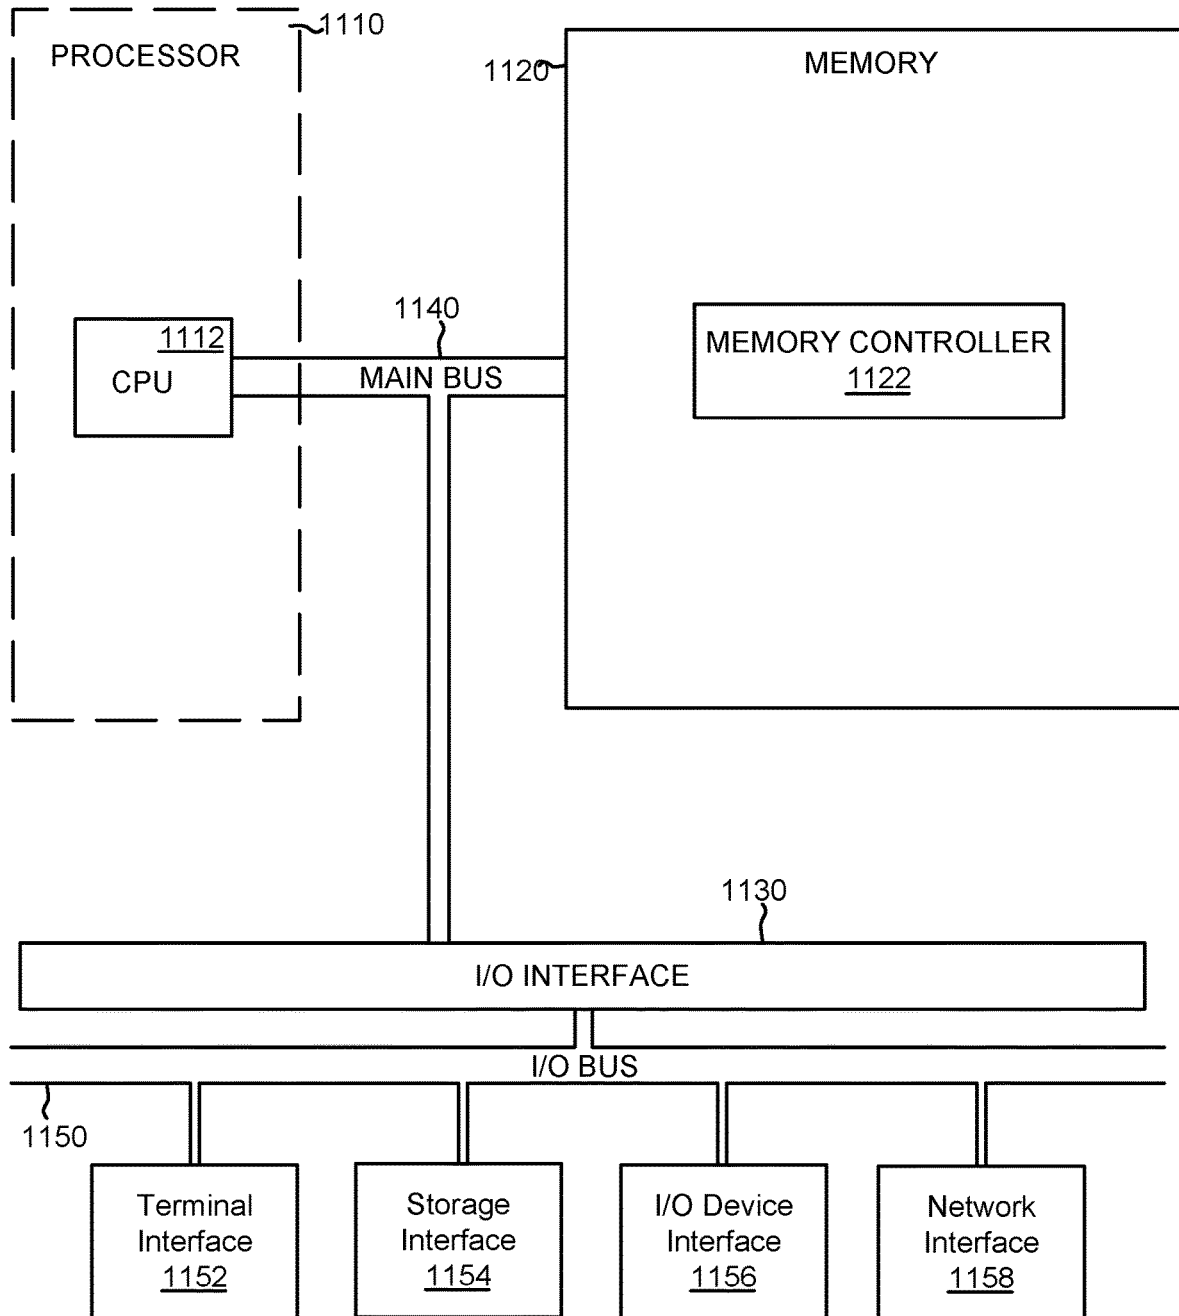 1110
PROCESSOR
1120
MEMORY
1140
1112
CPU
MAIN BUS
MEMORY CONTROLLER
1122
1130
I/O INTERFACE
I/O BUS
1150
Terminal
Interface
1152
Storage
Interface
1154
I/O Device
Interface
1156
Network
Interface
1158